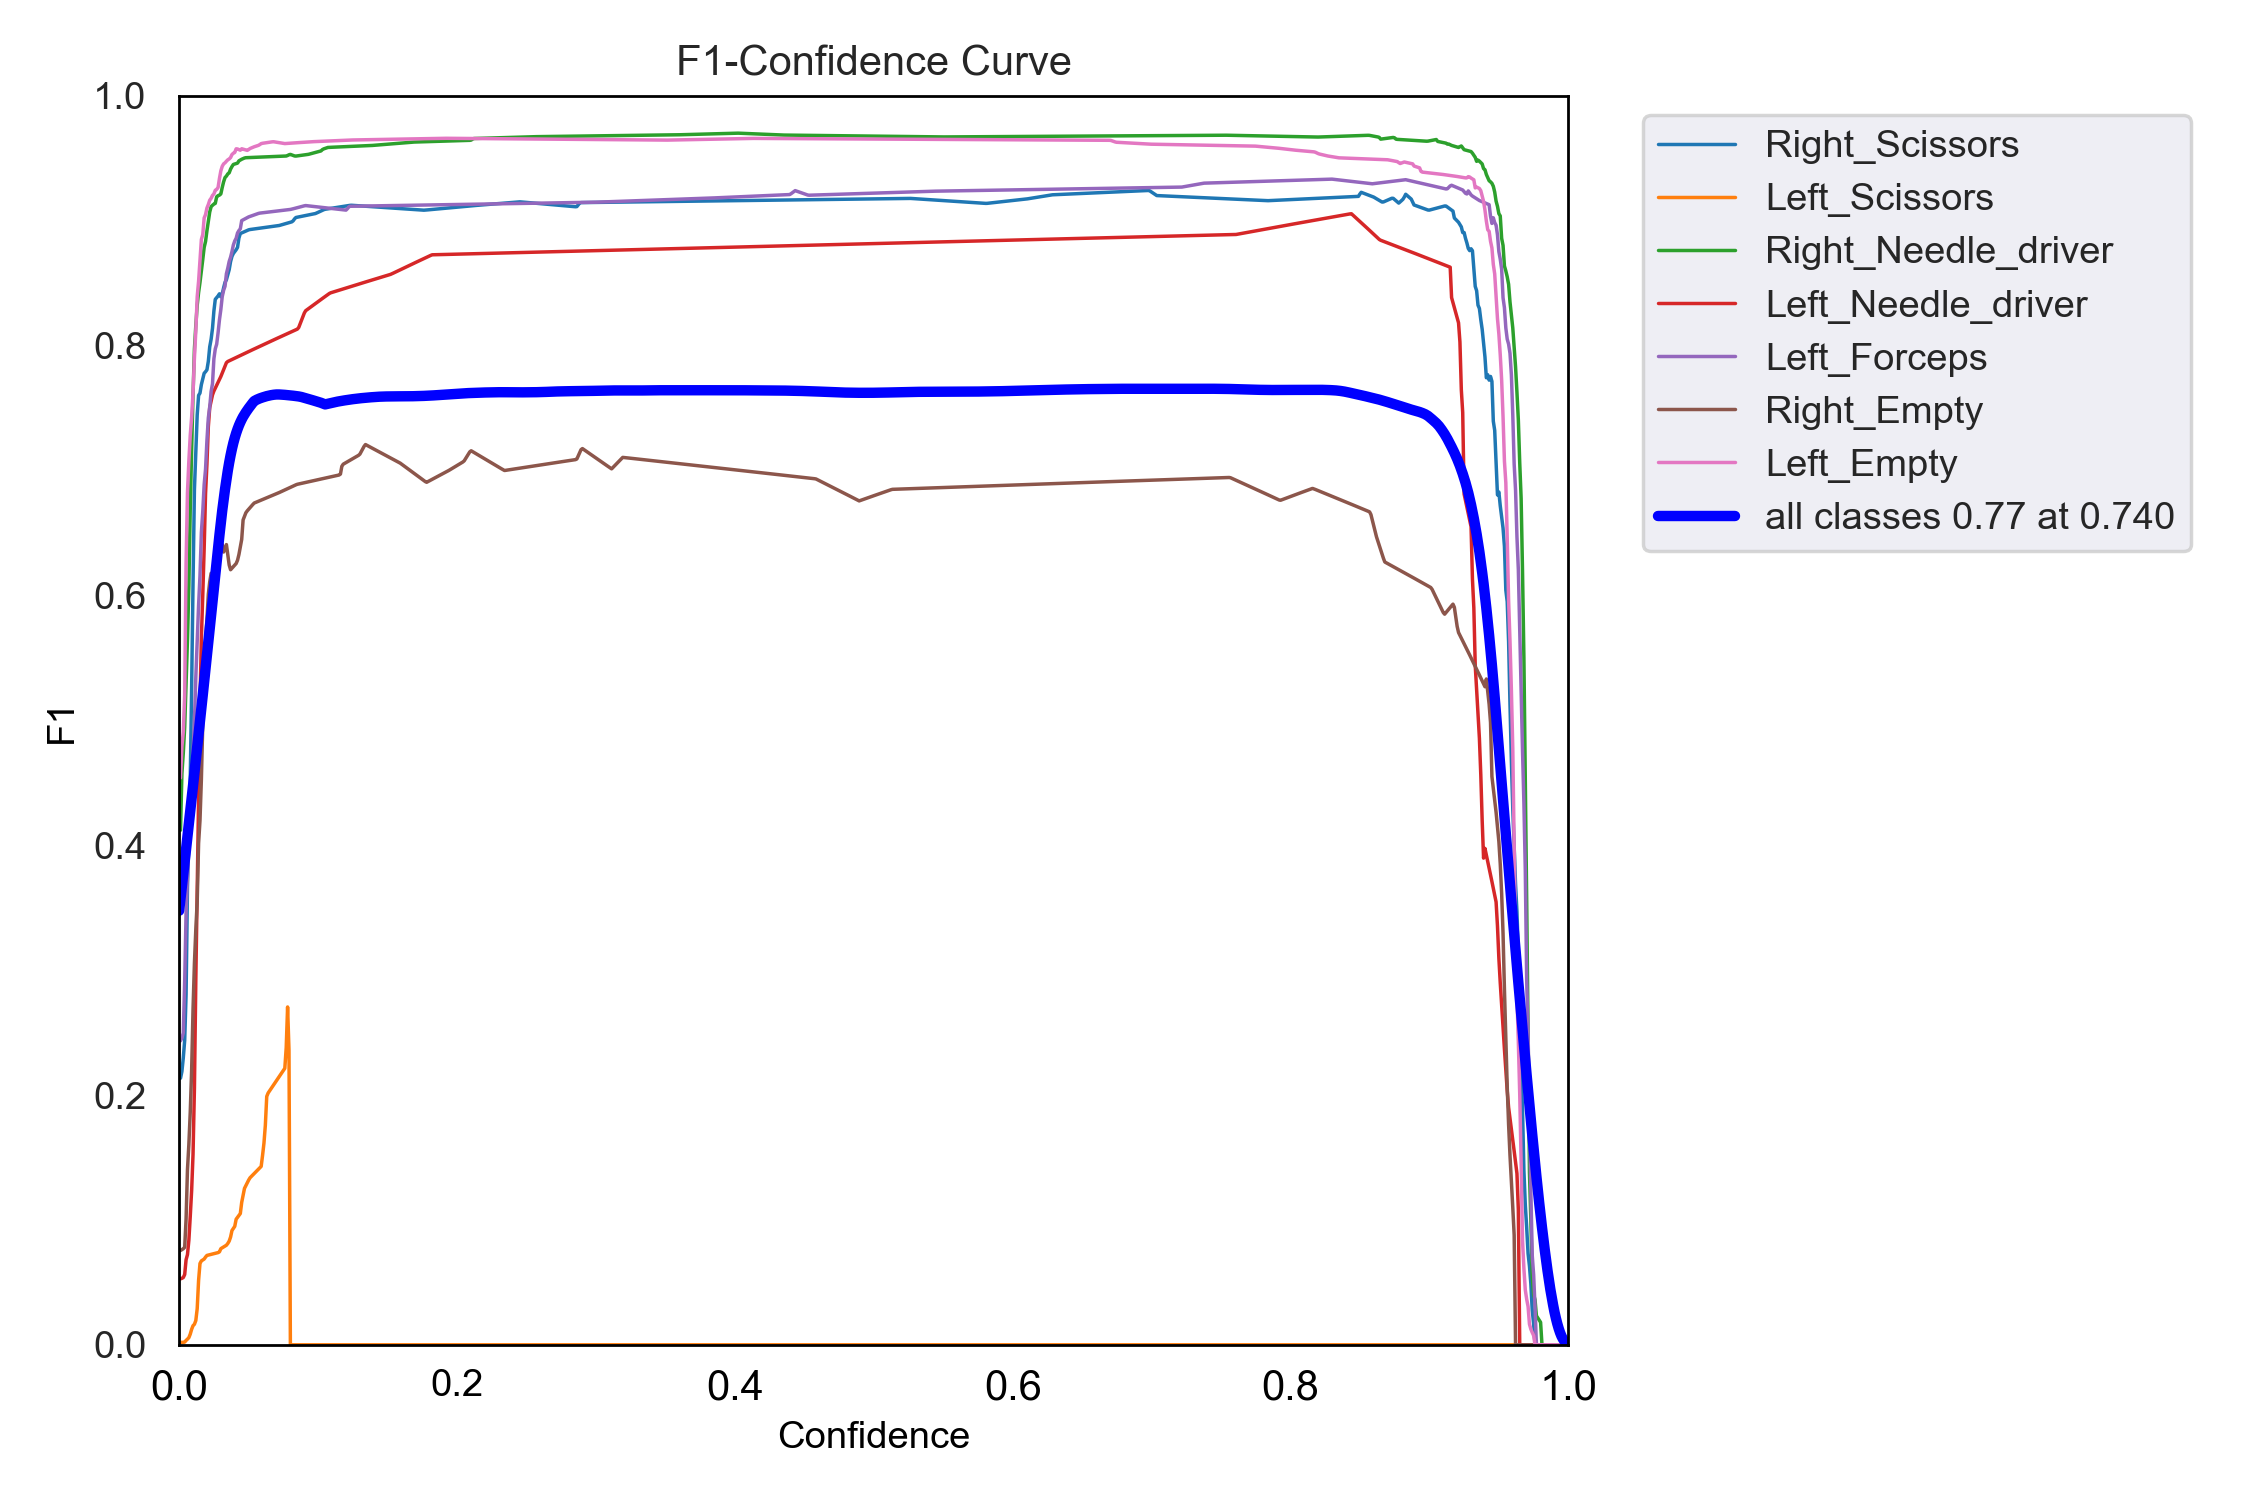 F1-Confidence Curve
1.0
0.8
0.6
0.4
0.2
0.0
F1
0.0 0.2 0.4 0.6 0.8 1.0
Confidence
Right_Scissors
Left_Scissors
Right_Needle_driver
Left_Needle_driver
Left_Forceps
Right_Empty
Left_Empty
all classes 0.77 at 0.740